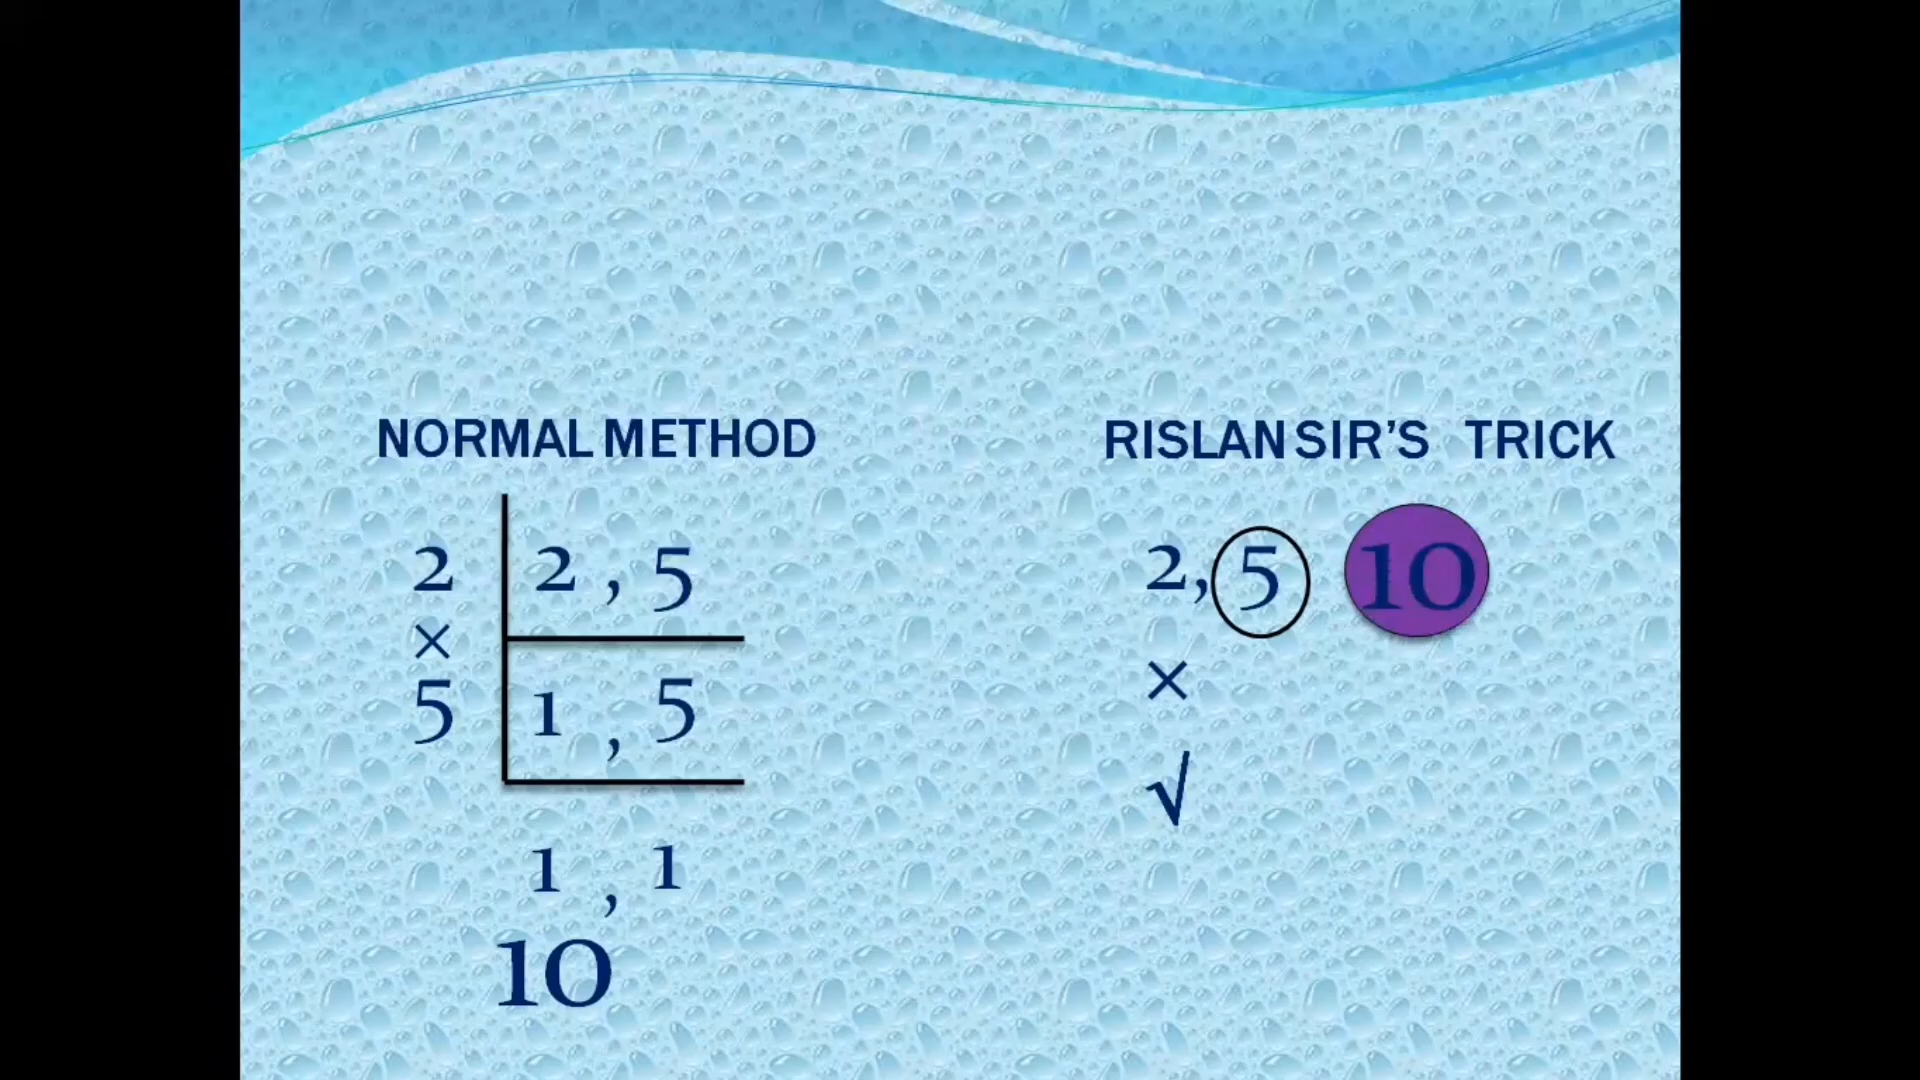 NORMAL METHOD
2 2 , 5
×
5 1 , 5
1 , 1
10
RISLAN SIR’S TRICK
2, 5 10
×
√